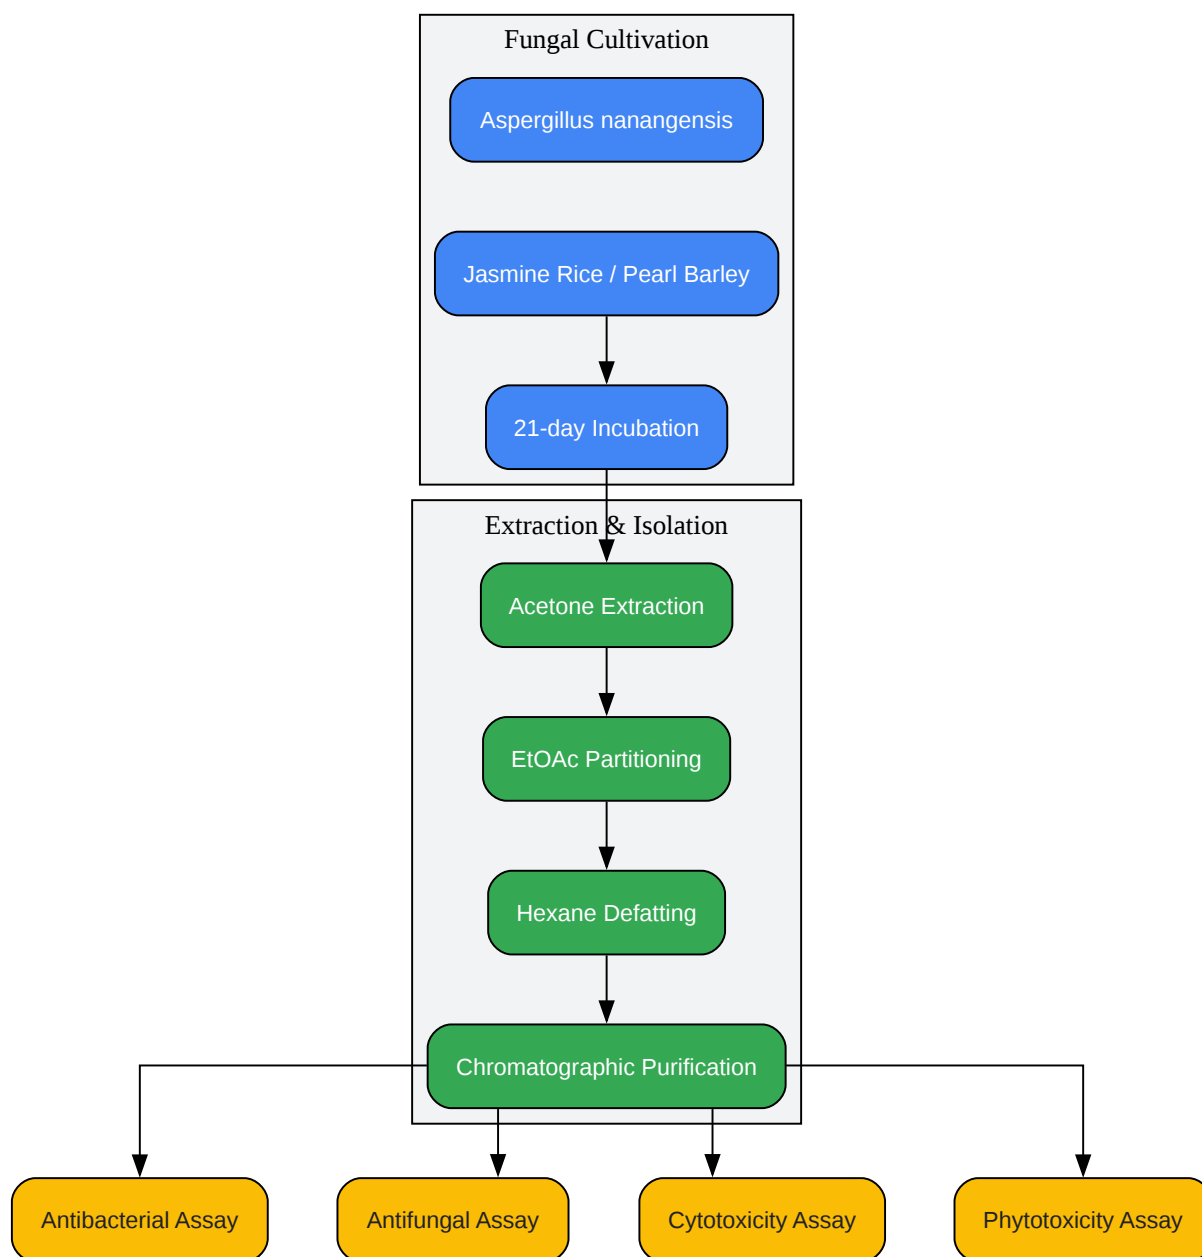 Fungal Cultivation
Aspergillus nanangensis
Jasmine Rice / Pearl Barley
21-day Incubation
Extraction & Isolation
Acetone Extraction
EtOAc Partitioning
Hexane Defatting
Chromatographic Purification
Antibacterial Assay
Antifungal Assay
Cytotoxicity Assay
Phytotoxicity Assay